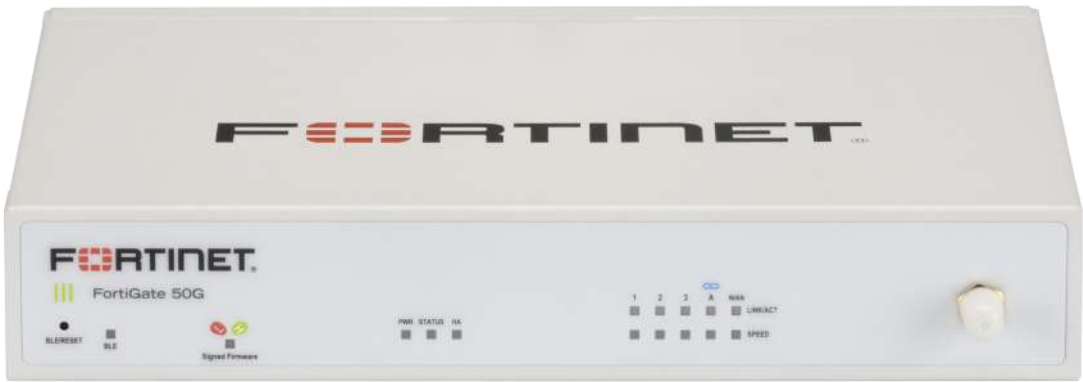 FORTINET
FORTINET
FortiGate 50G
BLE/RESET
BLE
Signed Firmware
PWR STATUS HA
1 2 3 A WAN
LINK/ACT
SPEED